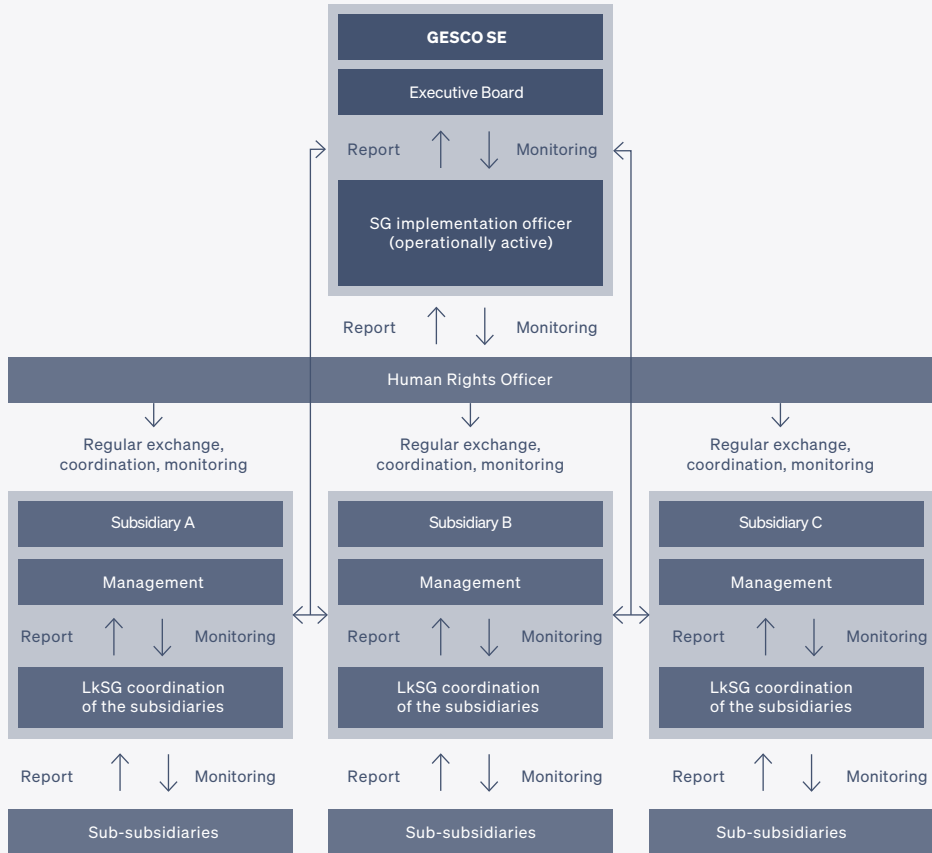 GESCO SE
Executive Board
Report
Monitoring
SG implementation officer
(operationally active)
Report
Monitoring
Human Rights Officer
Regular exchange,
coordination, monitoring
Regular exchange,
coordination, monitoring
Regular exchange,
coordination, monitoring
Subsidiary A
Subsidiary B
Subsidiary C
Management
Management
Management
Report
Monitoring
Report
Monitoring
Report
Monitoring
LkSG coordination
of the subsidiaries
LkSG coordination
of the subsidiaries
LkSG coordination
of the subsidiaries
Report
Monitoring
Report
Monitoring
Report
Monitoring
Sub-subsidiaries
Sub-subsidiaries
Sub-subsidiaries